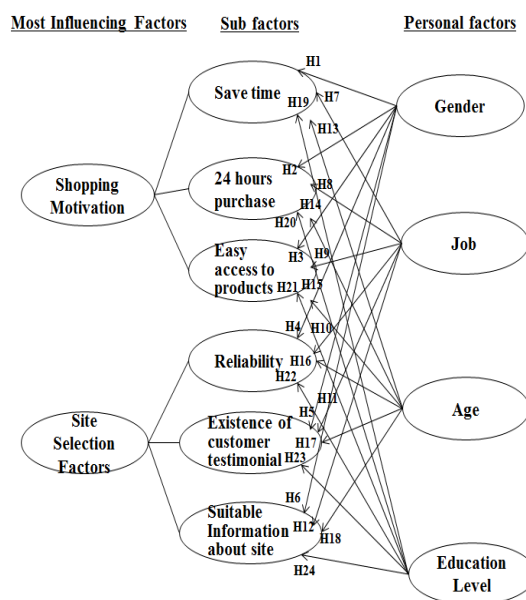 Most Influencing Factors
Sub factors
Personal factors
H1
Save time
H19
H7
H13
Gender
Shopping
Motivation
H2
24 hours
purchase
H8
H14
H20
Job
H3
Easy
access to
products
H9
H21
H15
H4
H10
Reliability
H16
H22
Age
Site
Selection
Factors
H5
H11
Existence of
customer
testimonial
H17
H23
H6
Suitable
Information
about site
H12
H18
H24
Education
Level